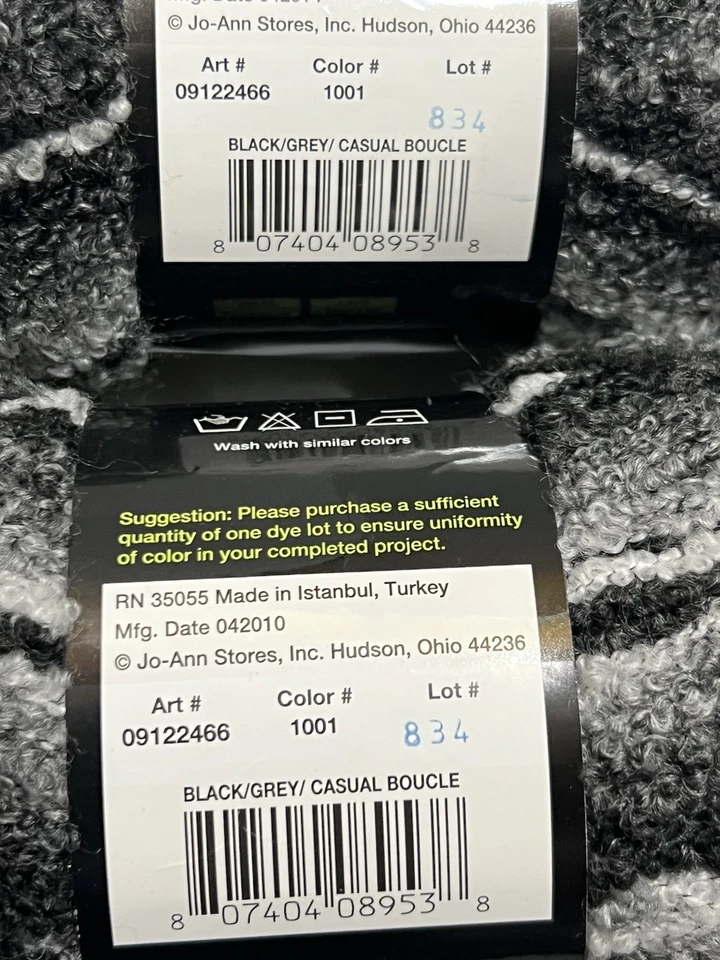 © Jo-Ann Stores, Inc. Hudson, Ohio 44236
Art # Color # Lot #
09122466 1001 834
BLACK/GREY/ CASUAL BOUCLE
8 07404 08953 8
Wash with similar colors
Suggestion: Please purchase a sufficient
quantity of one dye lot to ensure uniformity
of color in your completed project.
RN 35055 Made in Istanbul, Turkey
Mfg. Date 042010
© Jo-Ann Stores, Inc. Hudson, Ohio 44236
Art # Color # Lot #
09122466 1001 834
BLACK/GREY/ CASUAL BOUCLE
8 07404 08953 8